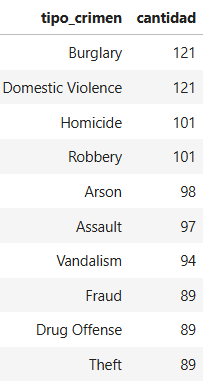 tipo_crimen cantidad
Burglary 121
Domestic Violence 121
Homicide 101
Robbery 101
Arson 98
Assault 97
Vandalism 94
Fraud 89
Drug Offense 89
Theft 89